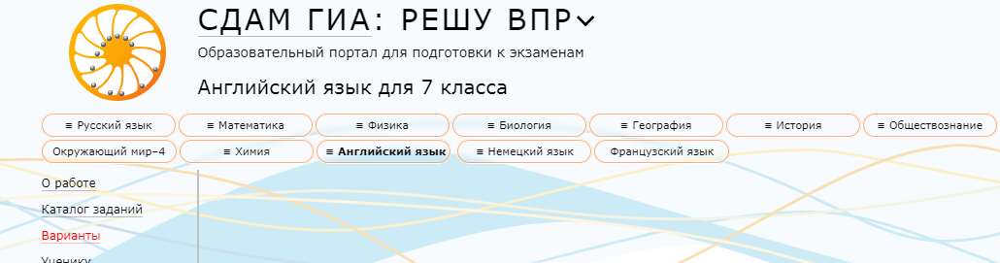 СДАМ ГИА: РЕШУ ВПР
Образовательный портал для подготовки к экзаменам
Английский язык для 7 класса
≡ Русский язык ≡ Математика ≡ Физика ≡ Биология ≡ География ≡ История ≡ Обществознание
Окружающий мир–4 ≡ Химия ≡ Английский язык ≡ Немецкий язык Французский язык
О работе
Каталог заданий
Варианты
Ученику